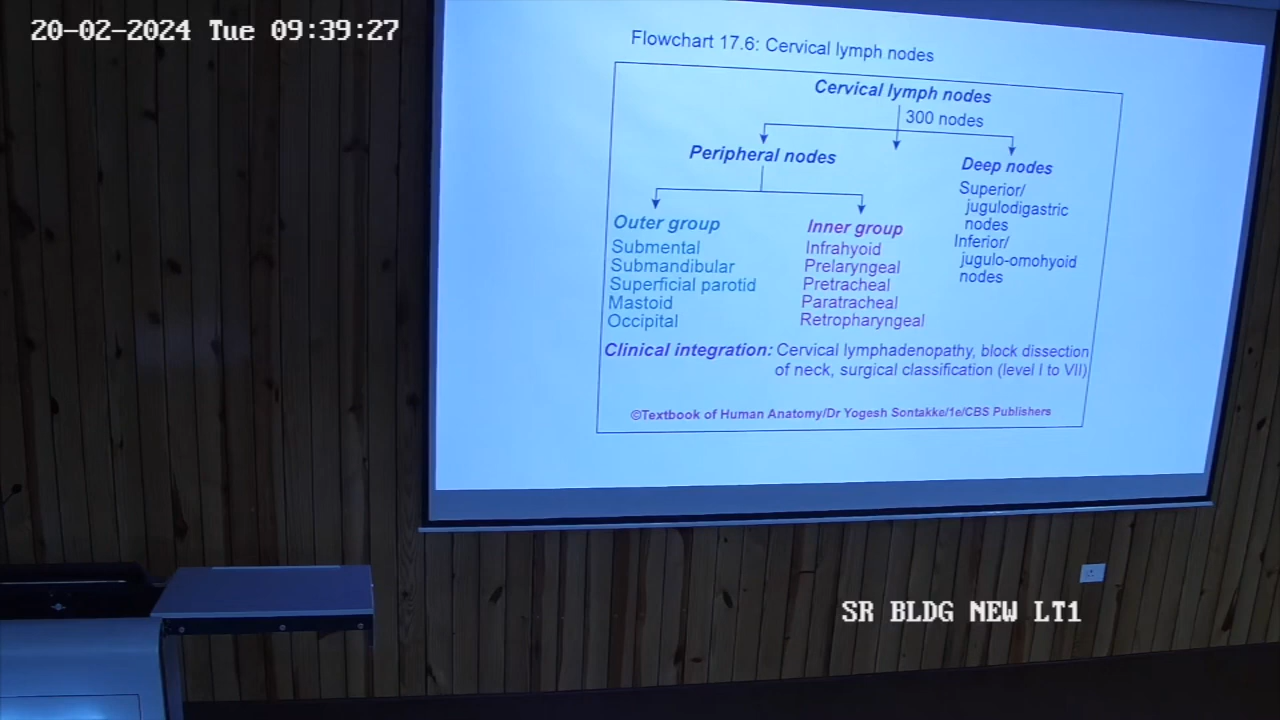 20-02-2024 Tue 09:39:27
Flowchart 17.6: Cervical lymph nodes
Cervical lymph nodes
300 nodes
Peripheral nodes
Deep nodes
Superior/
jugulodigastric
nodes
Inferior/
jugulo-omohyoid
nodes
Outer group
Submental
Submandibular
Superficial parotid
Mastoid
Occipital
Inner group
Infrahyoid
Prelaryngeal
Pretracheal
Paratracheal
Retropharyngeal
Clinical integration: Cervical lymphadenopathy, block dissection
of neck, surgical classification (level I to VII)
©Textbook of Human Anatomy/Dr Yogesh Sontakke/1e/CBS Publishers
SR BLDG NEW LT1